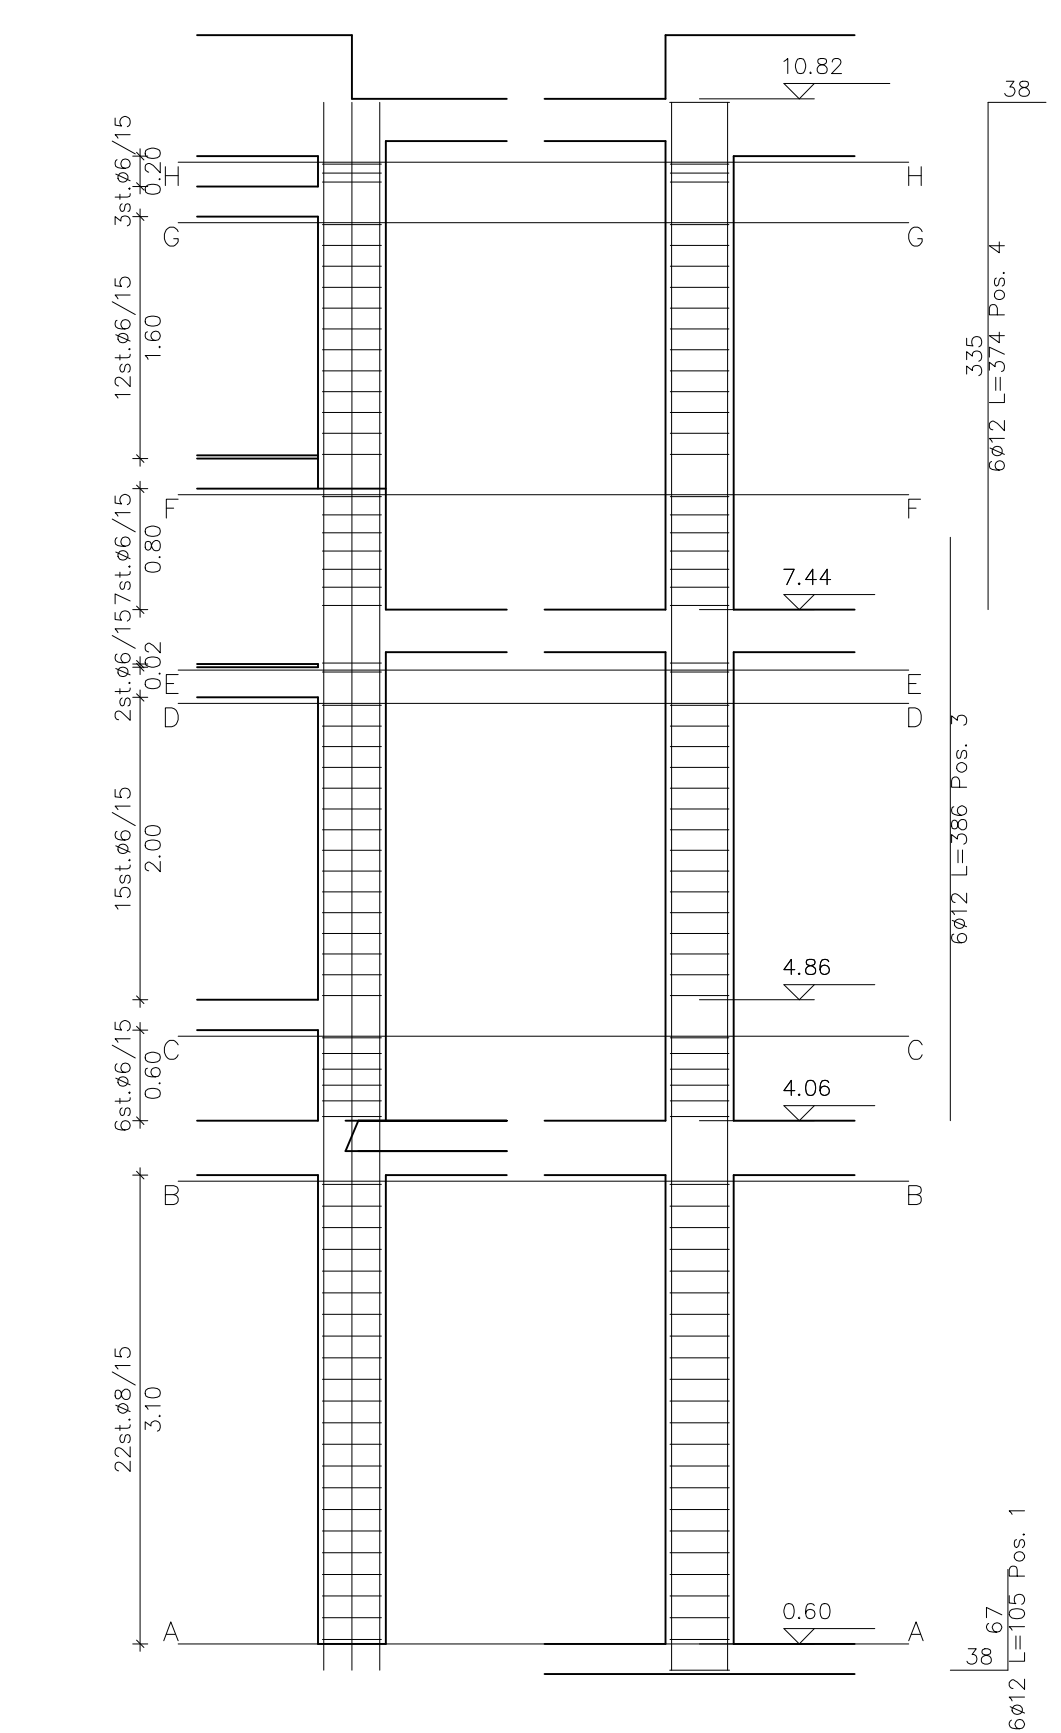 10.82
38
3st.ø6/15
0.20
H
H
G
G
12st.ø6/15
1.60
335
6ø12 L=374 Pos. 4
F
F
7st.ø6/15
0.80
7.44
2st.ø6/15
0.02
E
E
D
D
15st.ø6/15
2.00
6ø12 L=386 Pos. 3
4.86
C
C
6st.ø6/15
0.60
4.06
B
B
22st.ø8/15
3.10
0.60
A
A
67
38
6ø12 L=105 Pos. 1